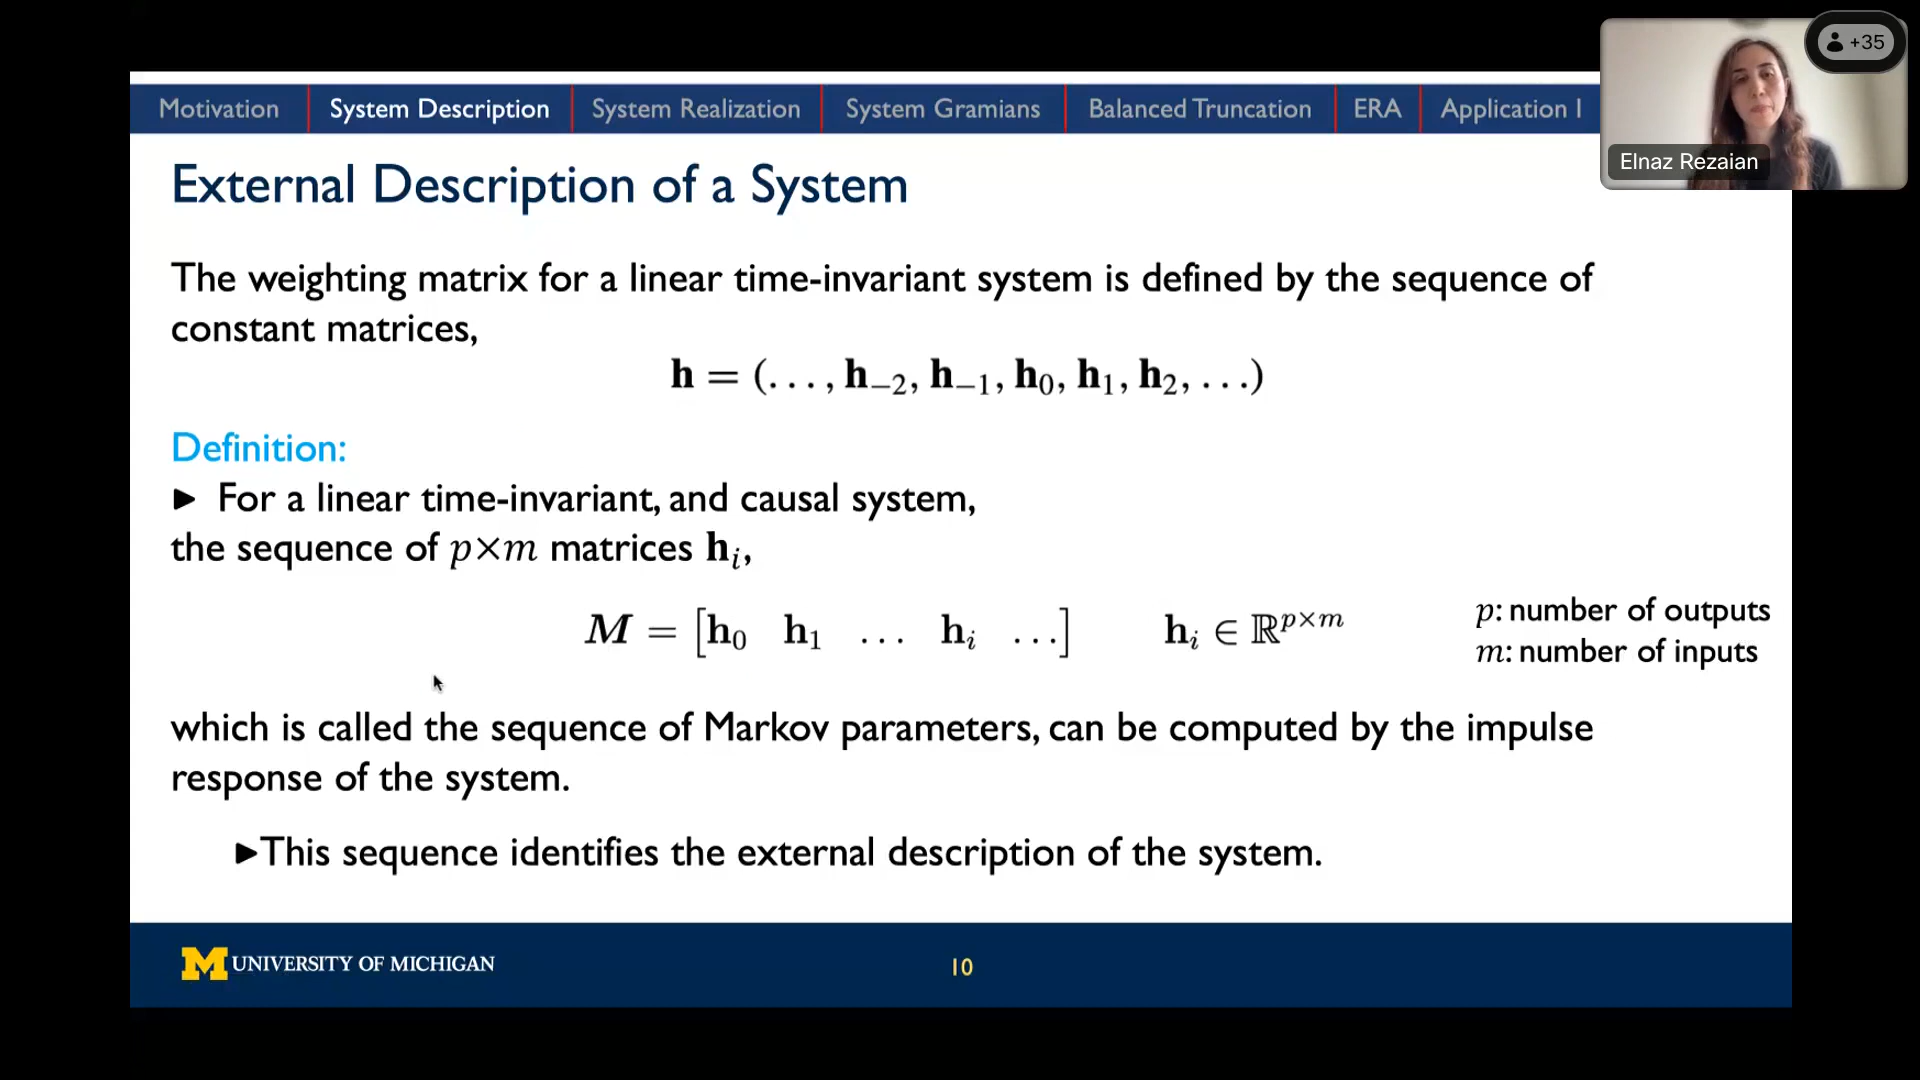 +35
Motivation System Description System Realization System Gramians Balanced Truncation ERA Application I
Elnaz Rezaian
External Description of a System
The weighting matrix for a linear time-invariant system is defined by the sequence of
constant matrices,
h = (. . . , h₋₂, h₋₁, h₀, h₁, h₂, . . .)
Definition:
► For a linear time-invariant, and causal system,
the sequence of p×m matrices hᵢ,
M = [h₀ h₁ . . . hᵢ . . .] hᵢ ∈ ℝᵖˣᵐ
p: number of outputs
m: number of inputs
which is called the sequence of Markov parameters, can be computed by the impulse
response of the system.
►This sequence identifies the external description of the system.
M UNIVERSITY OF MICHIGAN
10